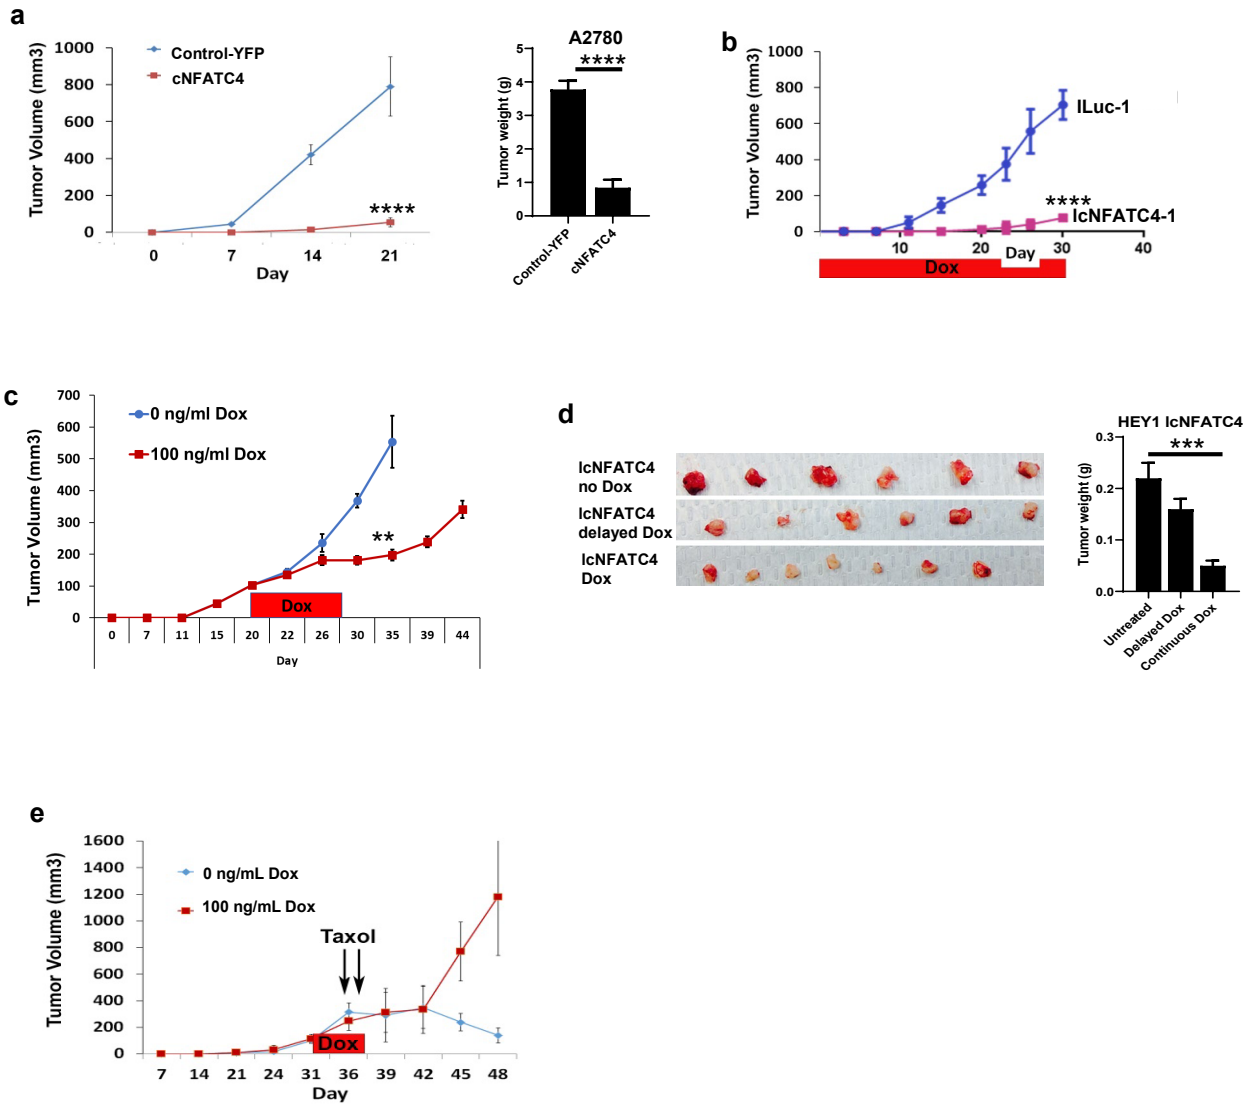 a
Tumor Volume (mm3)
1000
800
600
400
200
0
Control-YFP
cNFATC4
****
0
7
14
21
Day
A2780
****
Tumor weight (g)
5
4
3
2
1
0
Control-YFP
cNFATC4
b
Tumor Volume (mm3)
1000
800
600
400
200
0
ILuc-1
****
IcNFATC4-1
10
20
30
40
Day
Dox
c
Tumor Volume (mm3)
700
600
500
400
300
200
100
0
0 ng/ml Dox
100 ng/ml Dox
**
Dox
0
7
11
15
20
22
26
30
35
39
44
Day
d
IcNFATC4
no Dox
IcNFATC4
delayed Dox
IcNFATC4
Dox
HEY1 IcNFATC4
***
Tumor weight (g)
0.3
0.2
0.1
0.0
Untreated
Delayed Dox
Continuous Dox
e
Tumor Volume (mm3)
1600
1400
1200
1000
800
600
400
200
0
0 ng/mL Dox
100 ng/mL Dox
Taxol
Dox
7
14
21
24
31
36
39
42
45
48
Day